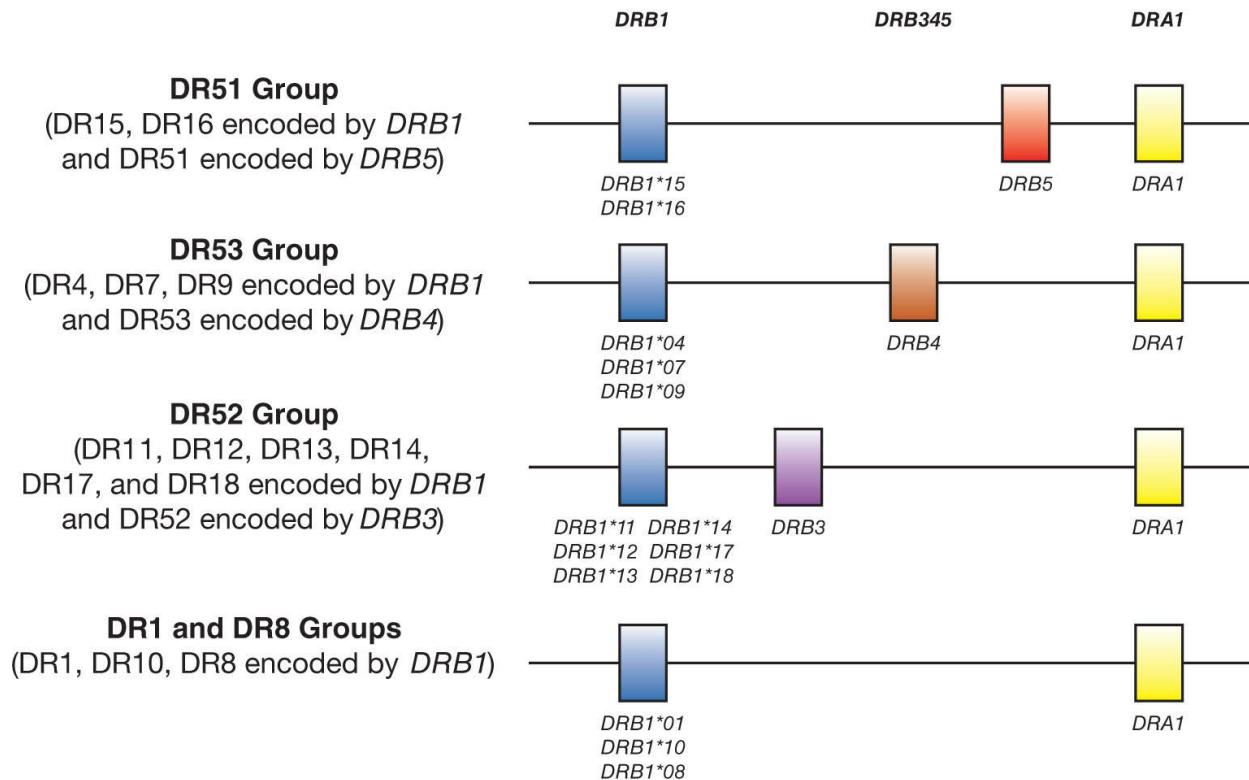 DRB1 DRB345 DRA1
DR51 Group
(DR15, DR16 encoded by DRB1
and DR51 encoded by DRB5)
DRB1*15
DRB1*16
DRB5
DRA1
DR53 Group
(DR4, DR7, DR9 encoded by DRB1
and DR53 encoded by DRB4)
DRB1*04
DRB1*07
DRB1*09
DRB4
DRA1
DR52 Group
(DR11, DR12, DR13, DR14,
DR17, and DR18 encoded by DRB1
and DR52 encoded by DRB3)
DRB1*11 DRB1*14
DRB1*12 DRB1*17
DRB1*13 DRB1*18
DRB3
DRA1
DR1 and DR8 Groups
(DR1, DR10, DR8 encoded by DRB1)
DRB1*01
DRB1*10
DRB1*08
DRA1